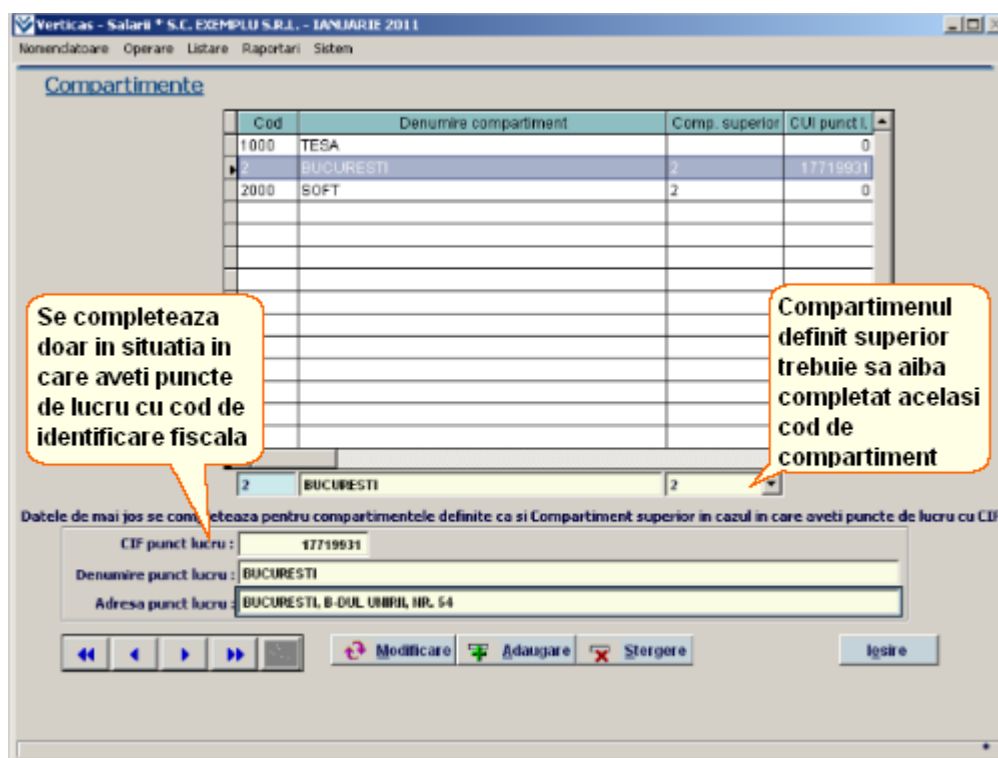 Verticas - Salarii * S.C. EXEMPLU S.R.L. - IANUARIE 2011
Nomenclatoare Operare Listare Raportari Sistem
Compartimente
Cod Denumire compartiment Comp. superior CUI punct l.
1000 TESA 0
2 BUCURESTI 2 17719931
2000 SOFT 2 0
Se completeaza
doar in situatia in
care aveti puncte
de lucru cu cod de
identificare fiscala
Compartimenul
definit superior
trebuie sa aiba
completat acelasi
cod de
compartiment
2 BUCURESTI 2
Datele de mai jos se completeaza pentru compartimentele definite ca si Compartiment superior in cazul in care aveti puncte de lucru cu CIF
CIF punct lucru : 17719931
Denumire punct lucru : BUCURESTI
Adresa punct lucru : BUCURESTI, B-DUL UNIRII, NR. 54
Modificare Adaugare Stergere Iesire